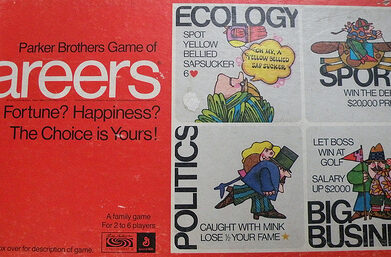 Parker Brothers Game of
areers
Fortune? Happiness?
The Choice is Yours!
A family game
For 2 to 6 players
ox over for description of game.
ECOLOGY
SPOT
YELLOW
BELLIED
SAPSUCKER
6
OH MY, A
YELLOW BELLIED
SAP SUCKER.
SPOR
WIN THE DE
$20,000 P
POLITICS
CAUGHT WITH MINK
LOSE ½ YOUR FAME
LET BOSS
WIN AT
GOLF
SALARY
UP $2000
BIG
BUSIN